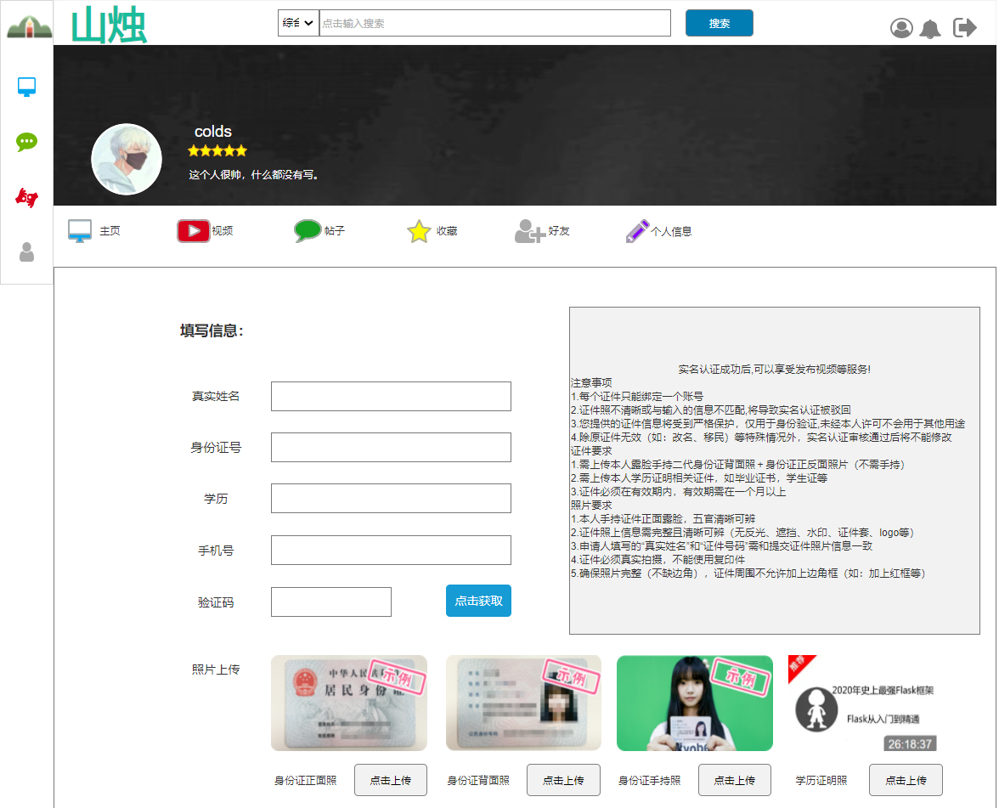 山烛
综合
点击输入搜索
搜索
colds
这个人很帅，什么都没有写。
主页
视频
帖子
收藏
好友
个人信息
填写信息：
真实姓名
身份证号
学历
手机号
验证码
点击获取
实名认证成功后,可以享受发布视频等服务!
注意事项
1.每个证件只能绑定一个账号
2.证件照不清晰或与输入的信息不匹配,将导致实名认证被驳回
3.您提供的证件信息将受到严格保护，仅用于身份验证,未经本人许可不会用于其他用途
4.除原证件无效（如：改名、移民）等特殊情况外，实名认证审核通过后将不能修改
证件要求
1.需上传本人露脸手持二代身份证背面照＋身份证正反面照片（不需手持）
2.需上传本人学历证明相关证件，如毕业证书，学生证等
3.证件必须在有效期内，有效期需在一个月以上
照片要求
1.本人手持证件正面露脸，五官清晰可辨
2.证件照上信息需完整且清晰可辨（无反光、遮挡、水印、证件套、logo等）
3.申请人填写的“真实姓名”和“证件号码”需和提交证件照片信息一致
4.证件必须真实拍摄，不能使用复印件
5.确保照片完整（不缺边角），证件周围不允许加上边角框（如：加上红框等）
照片上传
中华人民共和
居民身份证
示例
示例
示例
推荐
2020年史上最强Flask框架
Flask从入门到精通
26:18:37
身份证正面照
点击上传
身份证背面照
点击上传
身份证手持照
点击上传
学历证明照
点击上传